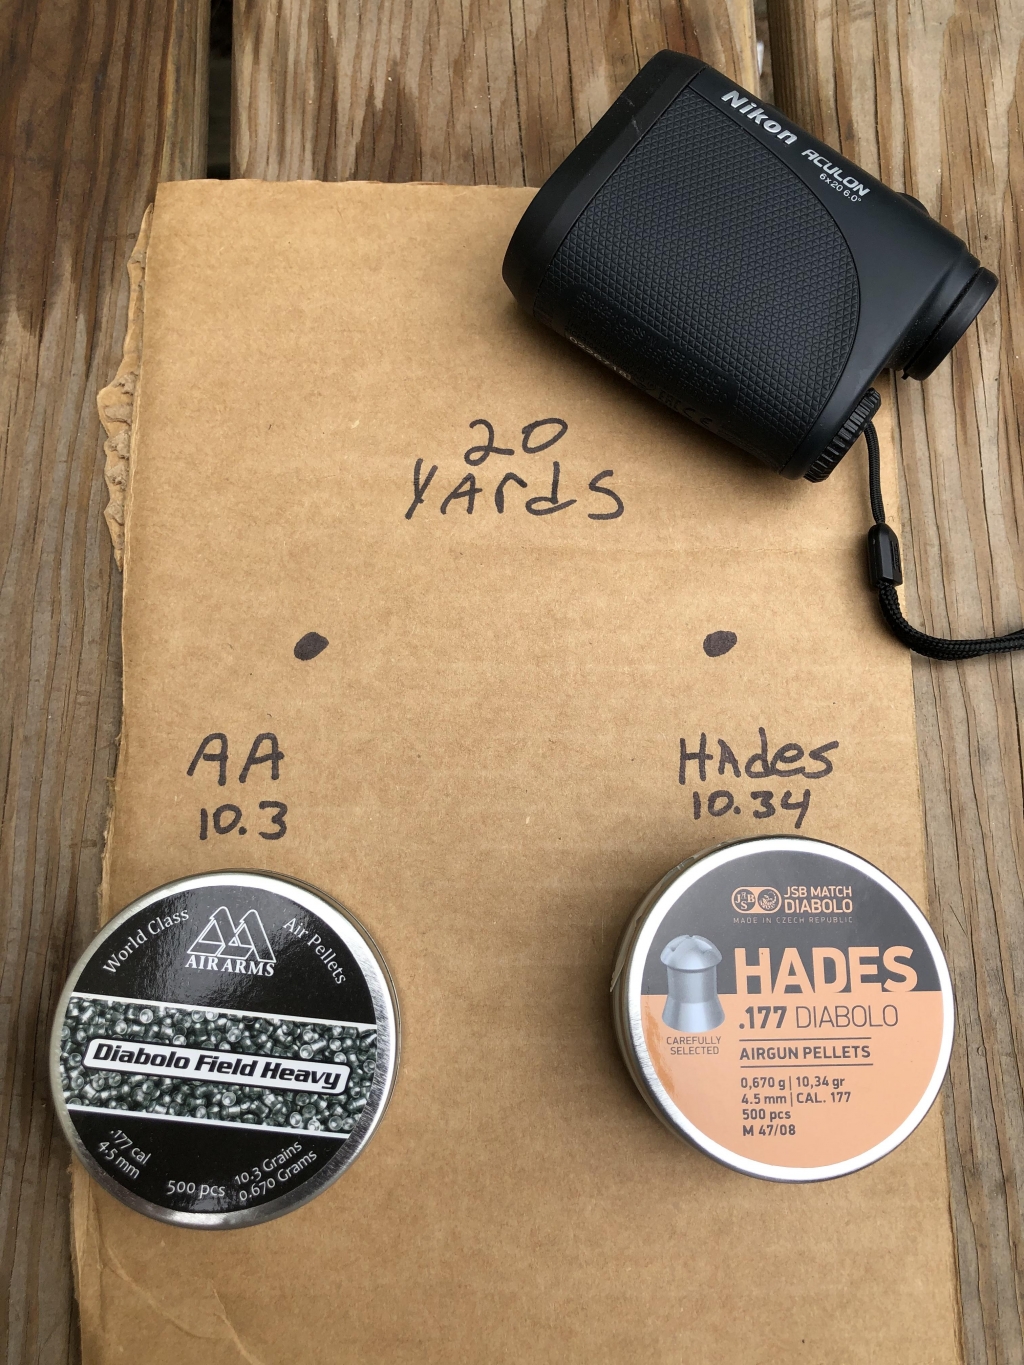 Nikon ACULON
6x20 6.0°
20
YArds
AA
10.3
HAdes
10.34
World Class
Air Pellets
AIR ARMS
Diabolo Field Heavy
.177 cal
4.5 mm
500 pcs
10.3 Grains
0.670 Grams
JSB
JSB MATCH
DIABOLO
MADE IN CZECH REPUBLIC
HADES
.177 DIABOLO
CAREFULLY
SELECTED
AIRGUN PELLETS
0,670 g | 10,34 gr
4.5 mm | CAL. 177
500 pcs
M 47/08